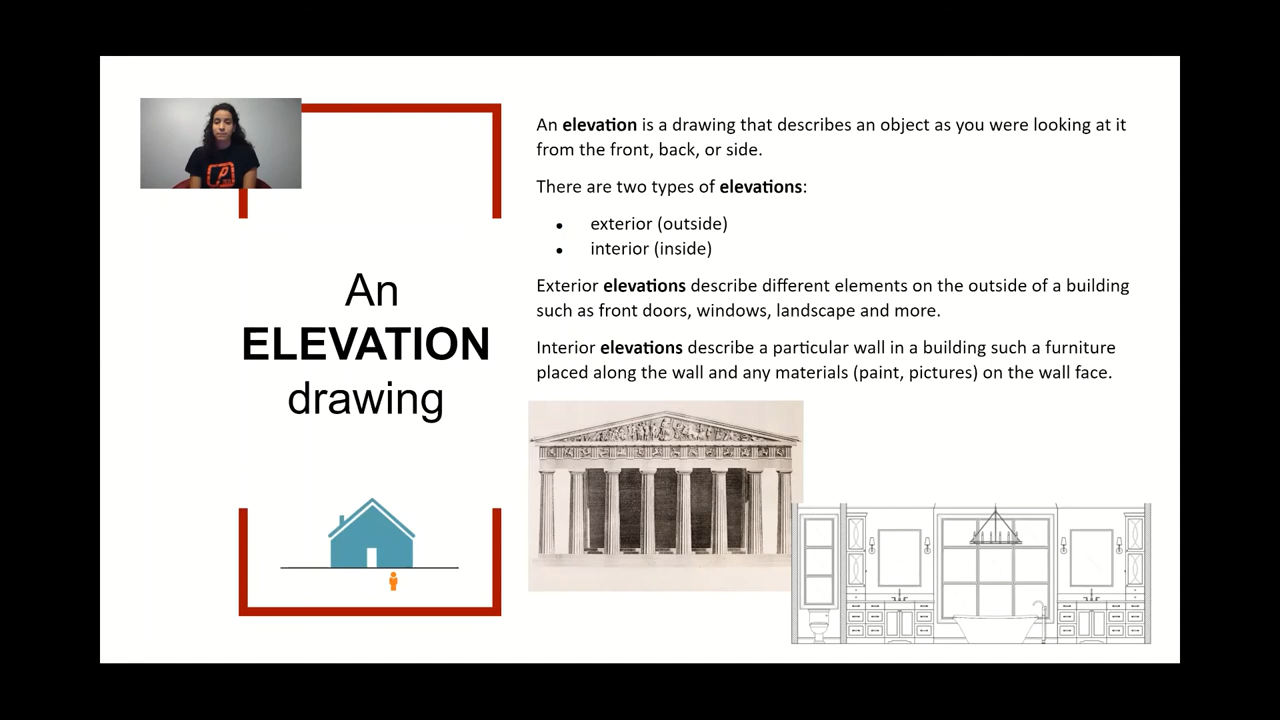 An
ELEVATION
drawing
An elevation is a drawing that describes an object as you were looking at it
from the front, back, or side.
There are two types of elevations:
• exterior (outside)
• interior (inside)
Exterior elevations describe different elements on the outside of a building
such as front doors, windows, landscape and more.
Interior elevations describe a particular wall in a building such a furniture
placed along the wall and any materials (paint, pictures) on the wall face.
P